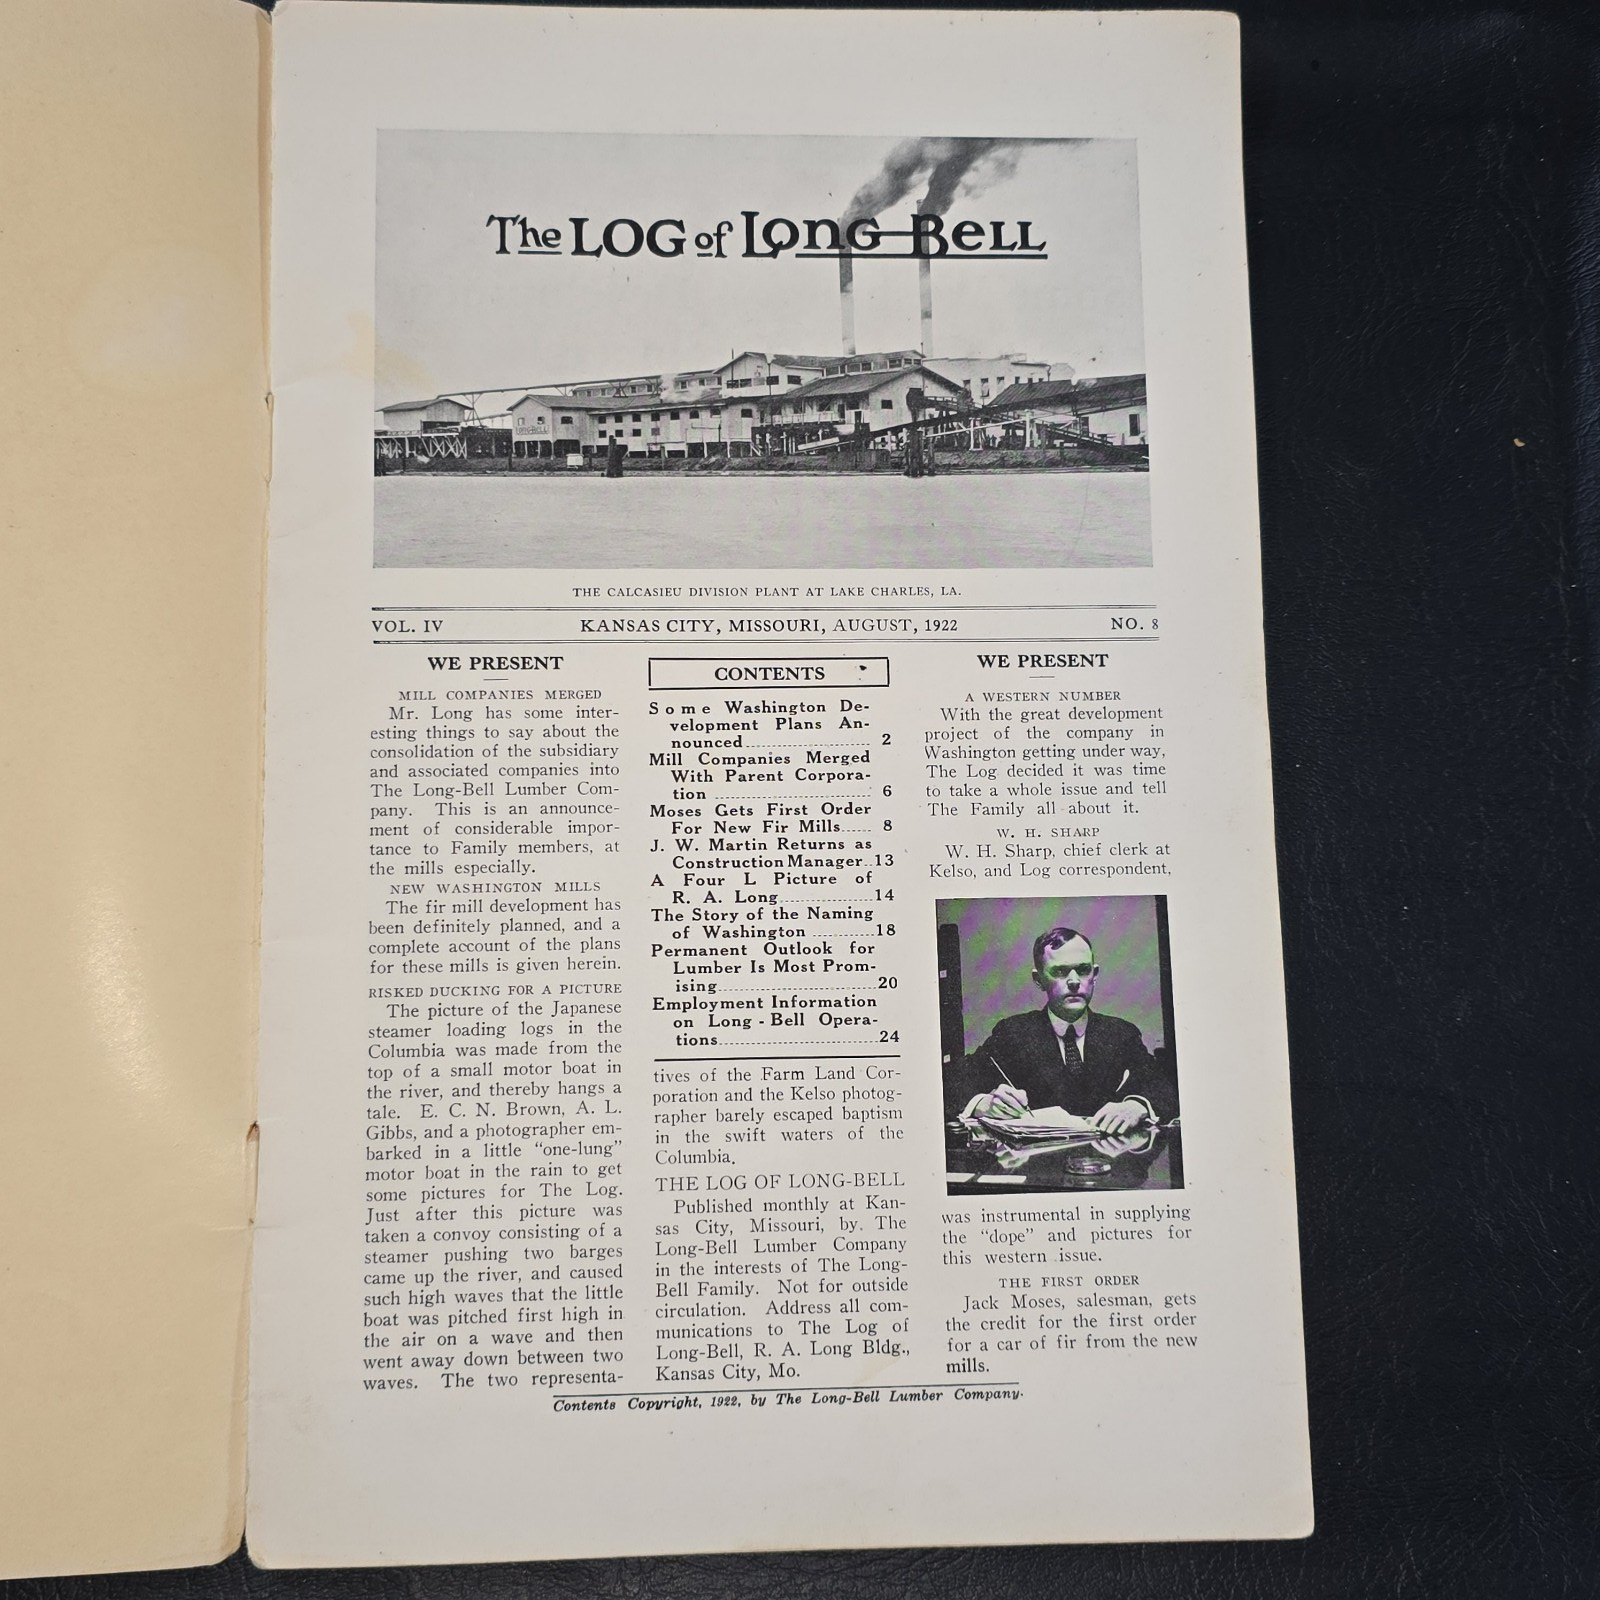 The LOG of LONG-BELL
LONG-BELL
THE CALCASIEU DIVISION PLANT AT LAKE CHARLES, LA.
VOL. IV KANSAS CITY, MISSOURI, AUGUST, 1922 NO. 8
WE PRESENT
MILL COMPANIES MERGED
Mr. Long has some inter-
esting things to say about the
consolidation of the subsidiary
and associated companies into
The Long-Bell Lumber Com-
pany. This is an announce-
ment of considerable impor-
tance to Family members, at
the mills especially.
NEW WASHINGTON MILLS
The fir mill development has
been definitely planned, and a
complete account of the plans
for these mills is given herein.
RISKED DUCKING FOR A PICTURE
The picture of the Japanese
steamer loading logs in the
Columbia was made from the
top of a small motor boat in
the river, and thereby hangs a
tale. E. C. N. Brown, A. L.
Gibbs, and a photographer em-
barked in a little "one-lung"
motor boat in the rain to get
some pictures for The Log.
Just after this picture was
taken a convoy consisting of a
steamer pushing two barges
came up the river, and caused
such high waves that the little
boat was pitched first high in
the air on a wave and then
went away down between two
waves. The two representa-
CONTENTS
Some Washington De-
velopment Plans An-
nounced 2
Mill Companies Merged
With Parent Corpora-
tion 6
Moses Gets First Order
For New Fir Mills 8
J. W. Martin Returns as
Construction Manager 13
A Four L Picture of
R. A. Long 14
The Story of the Naming
of Washington 18
Permanent Outlook for
Lumber Is Most Prom-
ising 20
Employment Information
on Long-Bell Opera-
tions 24
tives of the Farm Land Cor-
poration and the Kelso photog-
rapher barely escaped baptism
in the swift waters of the
Columbia.
THE LOG OF LONG-BELL
Published monthly at Kan-
sas City, Missouri, by. The
Long-Bell Lumber Company
in the interests of The Long-
Bell Family. Not for outside
circulation. Address all com-
munications to The Log of
Long-Bell, R. A. Long Bldg.,
Kansas City, Mo.
WE PRESENT
A WESTERN NUMBER
With the great development
project of the company in
Washington getting under way,
The Log decided it was time
to take a whole issue and tell
The Family all about it.
W. H. SHARP
W. H. Sharp, chief clerk at
Kelso, and Log correspondent,
was instrumental in supplying
the "dope" and pictures for
this western issue.
THE FIRST ORDER
Jack Moses, salesman, gets
the credit for the first order
for a car of fir from the new
mills.
Contents Copyright, 1922, by The Long-Bell Lumber Company.